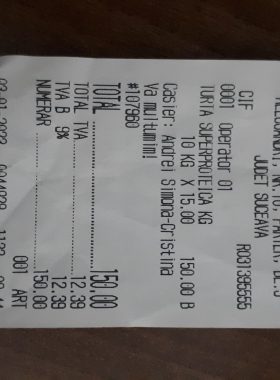 JUDET SUCEAVA
CIF RO31385555
0001 Operator 01
TURTA SUPERPROTEICA KG
10 KG X 15.00 150.00 B
Casier: Andrei Simona-Cristina
#107960
Va multumim!
TOTAL 150,00
TOTAL TVA 12.39
TVA B 9% 12.39
NUMERAR 150.00
001 ART